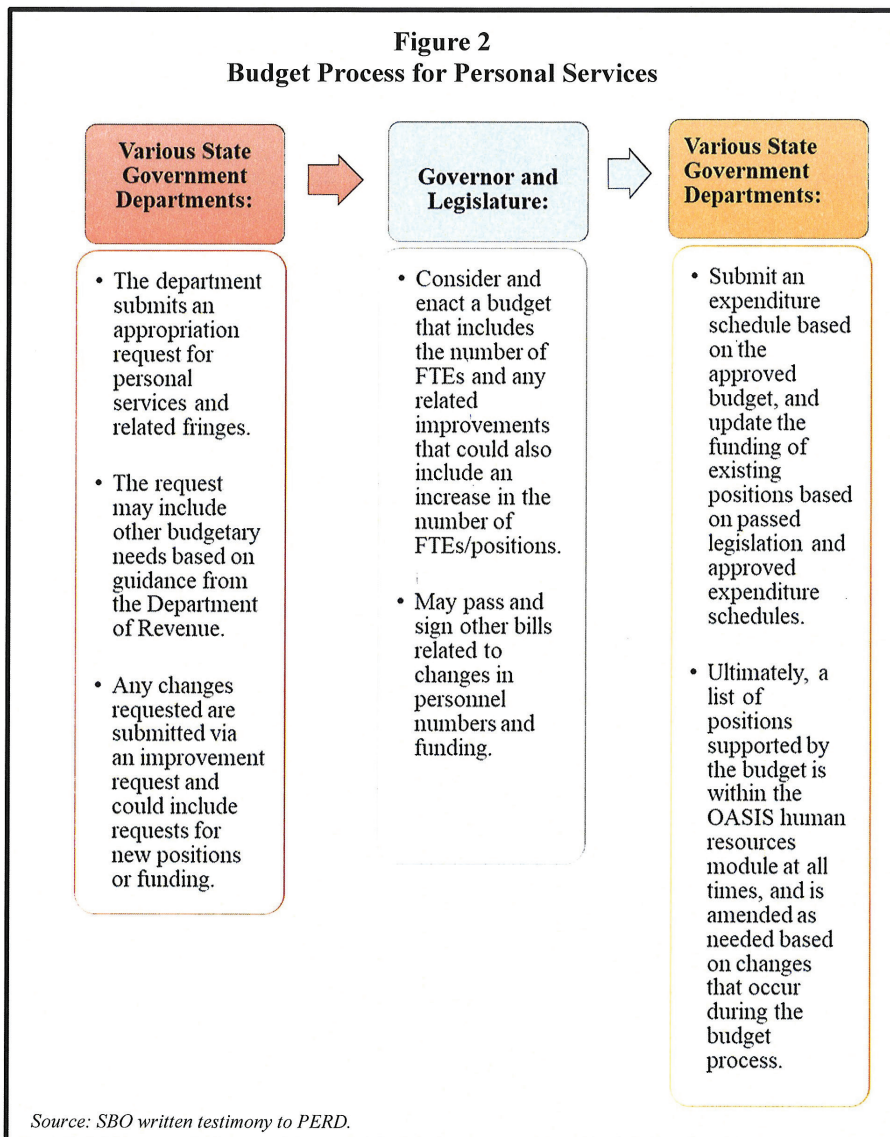 Figure 2
Budget Process for Personal Services
Various State
Government
Departments:
• The department
submits an
appropriation
request for
personal
services and
related fringes.
• The request
may include
other budgetary
needs based on
guidance from
the Department
of Revenue.
• Any changes
requested are
submitted via
an improvement
request and
could include
requests for
new positions
or funding.
Governor and
Legislature:
• Consider and
enact a budget
that includes
the number of
FTEs and any
related
improvements
that could also
include an
increase in the
number of
FTEs/positions.
• May pass and
sign other bills
related to
changes in
personnel
numbers and
funding.
Various State
Government
Departments:
• Submit an
expenditure
schedule based
on the
approved
budget, and
update the
funding of
existing
positions based
on passed
legislation and
approved
expenditure
schedules.
• Ultimately, a
list of
positions
supported by
the budget is
within the
OASIS human
resources
module at all
times, and is
amended as
needed based
on changes
that occur
during the
budget
process.
Source: SBO written testimony to PERD.